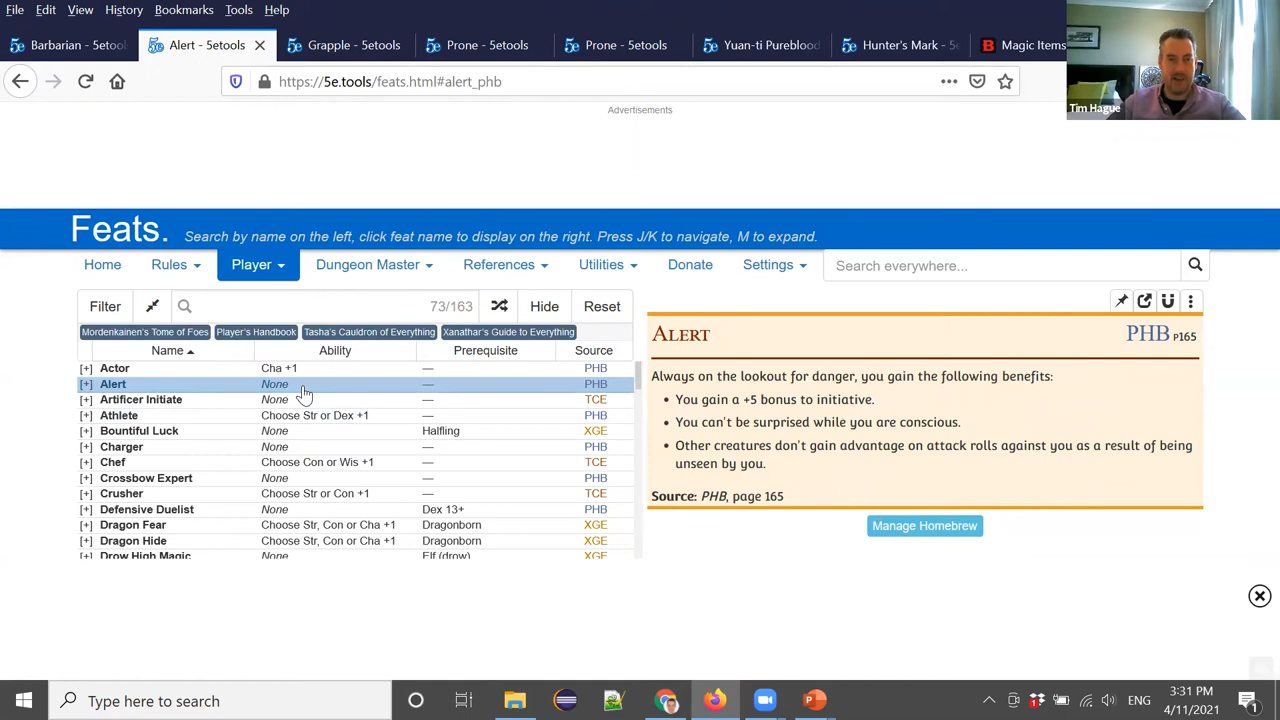 File Edit View History Bookmarks Tools Help
Barbarian - 5etool
Alert - 5etools
Grapple - 5etools
Prone - 5etools
Prone - 5etools
Yuan-ti Pureblood
Hunter's Mark - 5e
B Magic Items
Tim Hague
https://5e.tools/feats.html#alert_phb
Advertisements
Feats. Search by name on the left, click feat name to display on the right. Press J/K to navigate, M to expand.
Home Rules Player Dungeon Master References Utilities Donate Settings Search everywhere...
Filter 73/163 Hide Reset
Mordenkainen's Tome of Foes Player's Handbook Tasha's Cauldron of Everything Xanathar's Guide to Everything
Name Ability Prerequisite Source
[+] Actor Cha +1 — PHB
[+] Alert None — PHB
[+] Artificer Initiate None — TCE
[+] Athlete Choose Str or Dex +1 — PHB
[+] Bountiful Luck None Halfling XGE
[+] Charger None — PHB
[+] Chef Choose Con or Wis +1 — TCE
[+] Crossbow Expert None — PHB
[+] Crusher Choose Str or Con +1 — TCE
[+] Defensive Duelist None Dex 13+ PHB
[+] Dragon Fear Choose Str, Con or Cha +1 Dragonborn XGE
[+] Dragon Hide Choose Str, Con or Cha +1 Dragonborn XGE
[+] Drow High Magic None Elf (drow) XGE
ALERT PHB P165
Always on the lookout for danger, you gain the following benefits:
• You gain a +5 bonus to initiative.
• You can't be surprised while you are conscious.
• Other creatures don't gain advantage on attack rolls against you as a result of being
unseen by you.
Source: PHB, page 165
Manage Homebrew
Type here to search
ENG
3:31 PM
4/11/2021
1